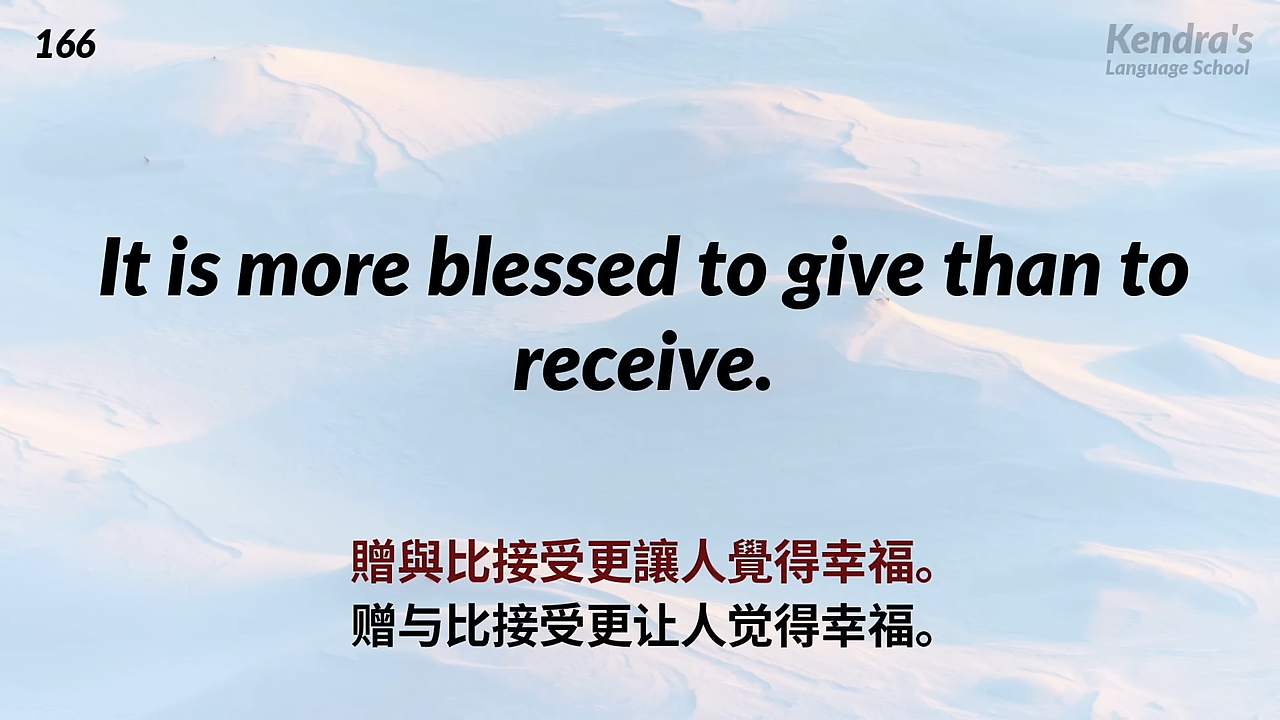 166
Kendra's
Language School
It is more blessed to give than to
receive.
贈與比接受更讓人覺得幸福。
赠与比接受更让人觉得幸福。